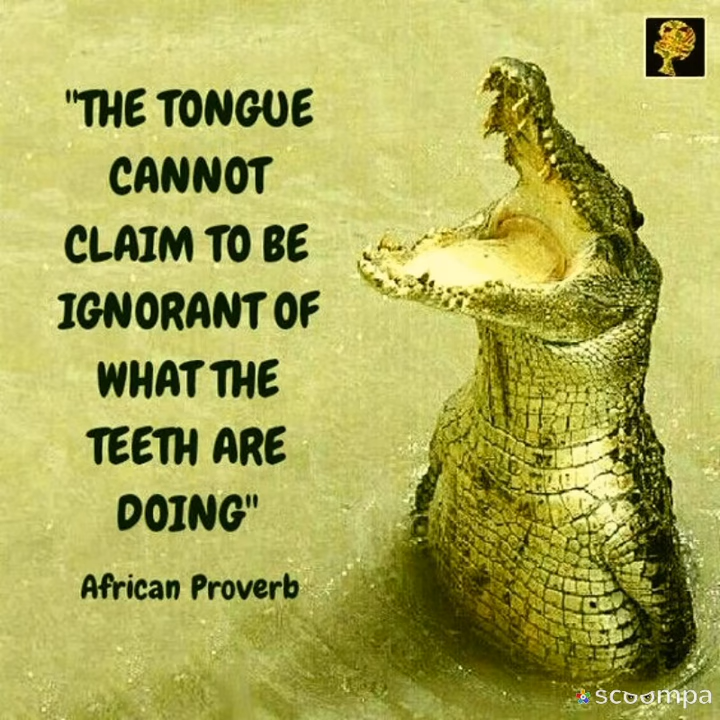 "THE TONGUE
CANNOT
CLAIM TO BE
IGNORANT OF
WHAT THE
TEETH ARE
DOING"
African Proverb
scoompa